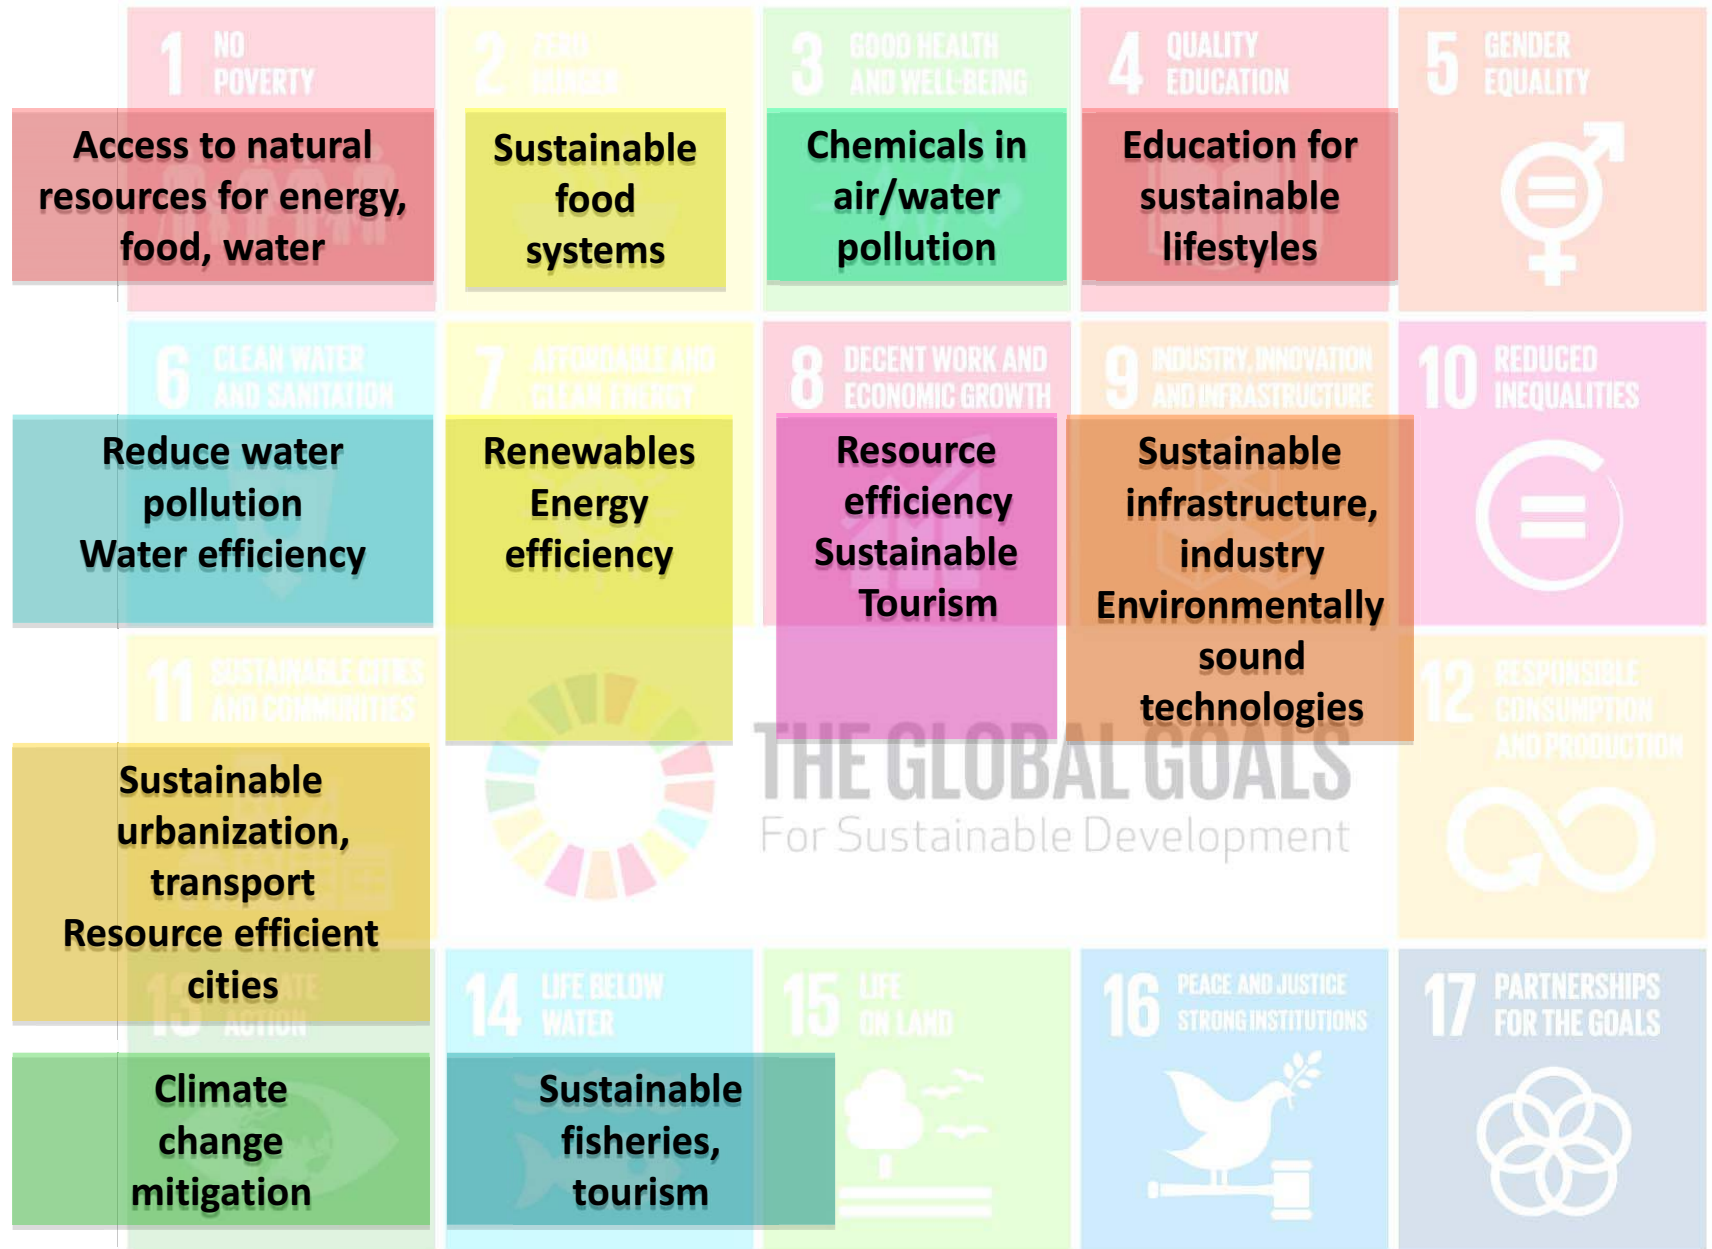 1 NO
POVERTY
Access to natural
resources for energy,
food, water
2 ZERO
HUNGER
Sustainable
food
systems
3 GOOD HEALTH
AND WELL-BEING
Chemicals in
air/water
pollution
4 QUALITY
EDUCATION
Education for
sustainable
lifestyles
5 GENDER
EQUALITY
6 CLEAN WATER
AND SANITATION
Reduce water
pollution
Water efficiency
7 AFFORDABLE AND
CLEAN ENERGY
Renewables
Energy
efficiency
8 DECENT WORK AND
ECONOMIC GROWTH
Resource
efficiency
Sustainable
Tourism
9 INDUSTRY, INNOVATION
AND INFRASTRUCTURE
Sustainable
infrastructure,
industry
Environmentally
sound
technologies
10 REDUCED
INEQUALITIES
11 SUSTAINABLE CITIES
AND COMMUNITIES
Sustainable
urbanization,
transport
Resource efficient
cities
THE GLOBAL GOALS
For Sustainable Development
12 RESPONSIBLE
CONSUMPTION
AND PRODUCTION
13 CLIMATE
ACTION
Climate
change
mitigation
14 LIFE BELOW
WATER
Sustainable
fisheries,
tourism
15 LIFE
ON LAND
16 PEACE AND JUSTICE
STRONG INSTITUTIONS
17 PARTNERSHIPS
FOR THE GOALS